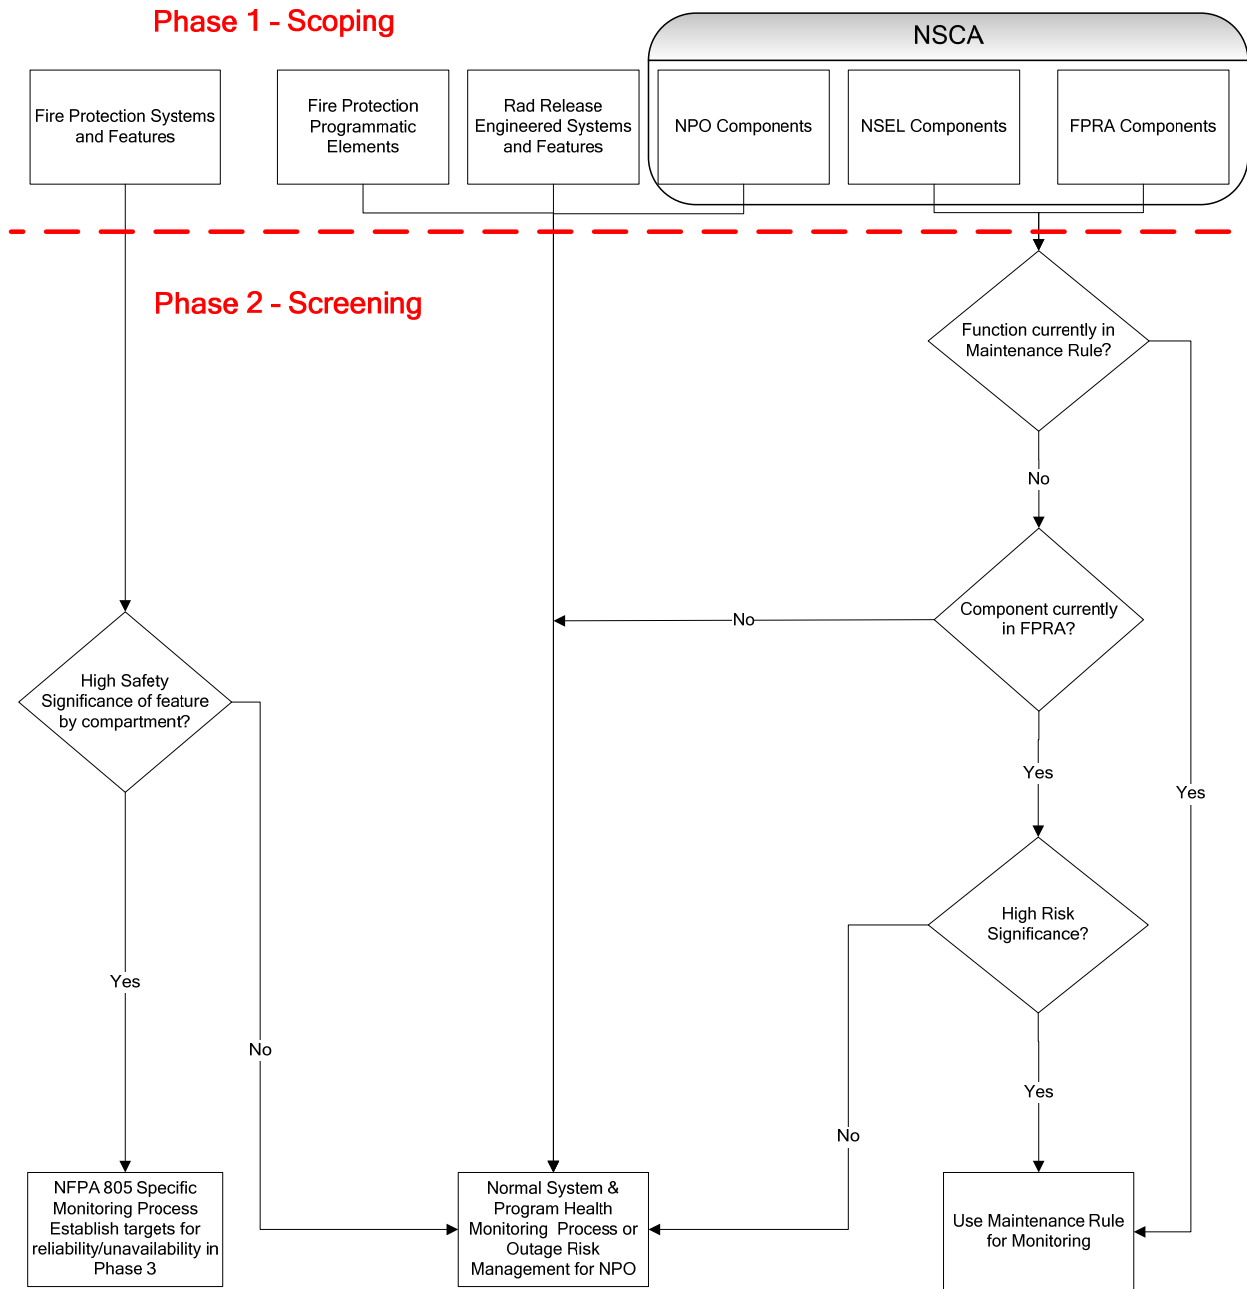 Phase 1 - Scoping
NSCA
Fire Protection Systems
and Features
Fire Protection
Programmatic
Elements
Rad Release
Engineered Systems
and Features
NPO Components
NSEL Components
FPRA Components
Phase 2 - Screening
Function currently in
Maintenance Rule?
No
Component currently
in FPRA?
No
High Safety
Significance of feature
by compartment?
Yes
Yes
High Risk
Significance?
Yes
No
Yes
No
NFPA 805 Specific
Monitoring Process
Establish targets for
reliability/unavailability in
Phase 3
Normal System &
Program Health
Monitoring Process or
Outage Risk
Management for NPO
Use Maintenance Rule
for Monitoring